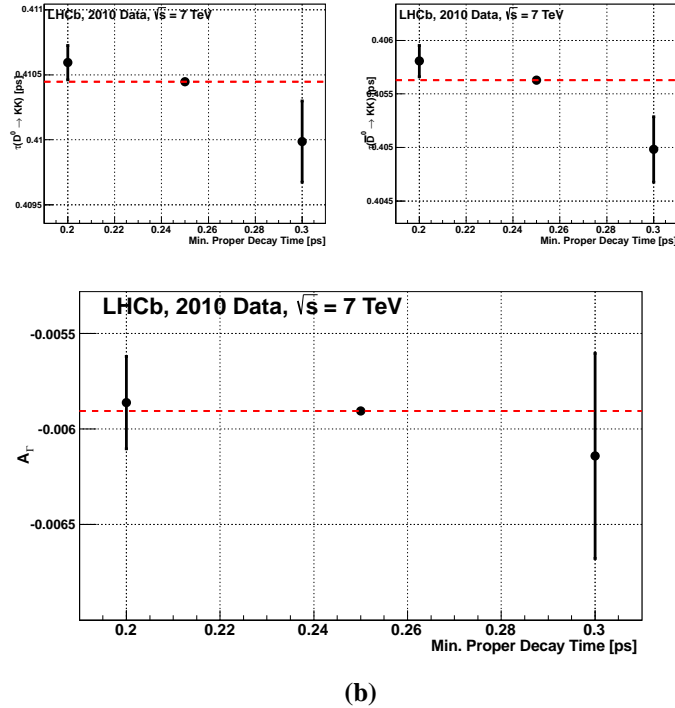 LHCb, 2010 Data, √s = 7 TeV
τ(D⁰ → KK) [ps]
0.411
0.4105
0.41
0.4095
0.2 0.22 0.24 0.26 0.28 0.3
Min. Proper Decay Time [ps]
LHCb, 2010 Data, √s = 7 TeV
(D̅⁰ → KK) [ps]
0.406
0.4055
0.405
0.4045
0.2 0.22 0.24 0.26 0.28 0.3
Min. Proper Decay Time [ps]
LHCb, 2010 Data, √s = 7 TeV
A_Γ
-0.0055
-0.006
-0.0065
0.2 0.22 0.24 0.26 0.28 0.3
Min. Proper Decay Time [ps]
(b)